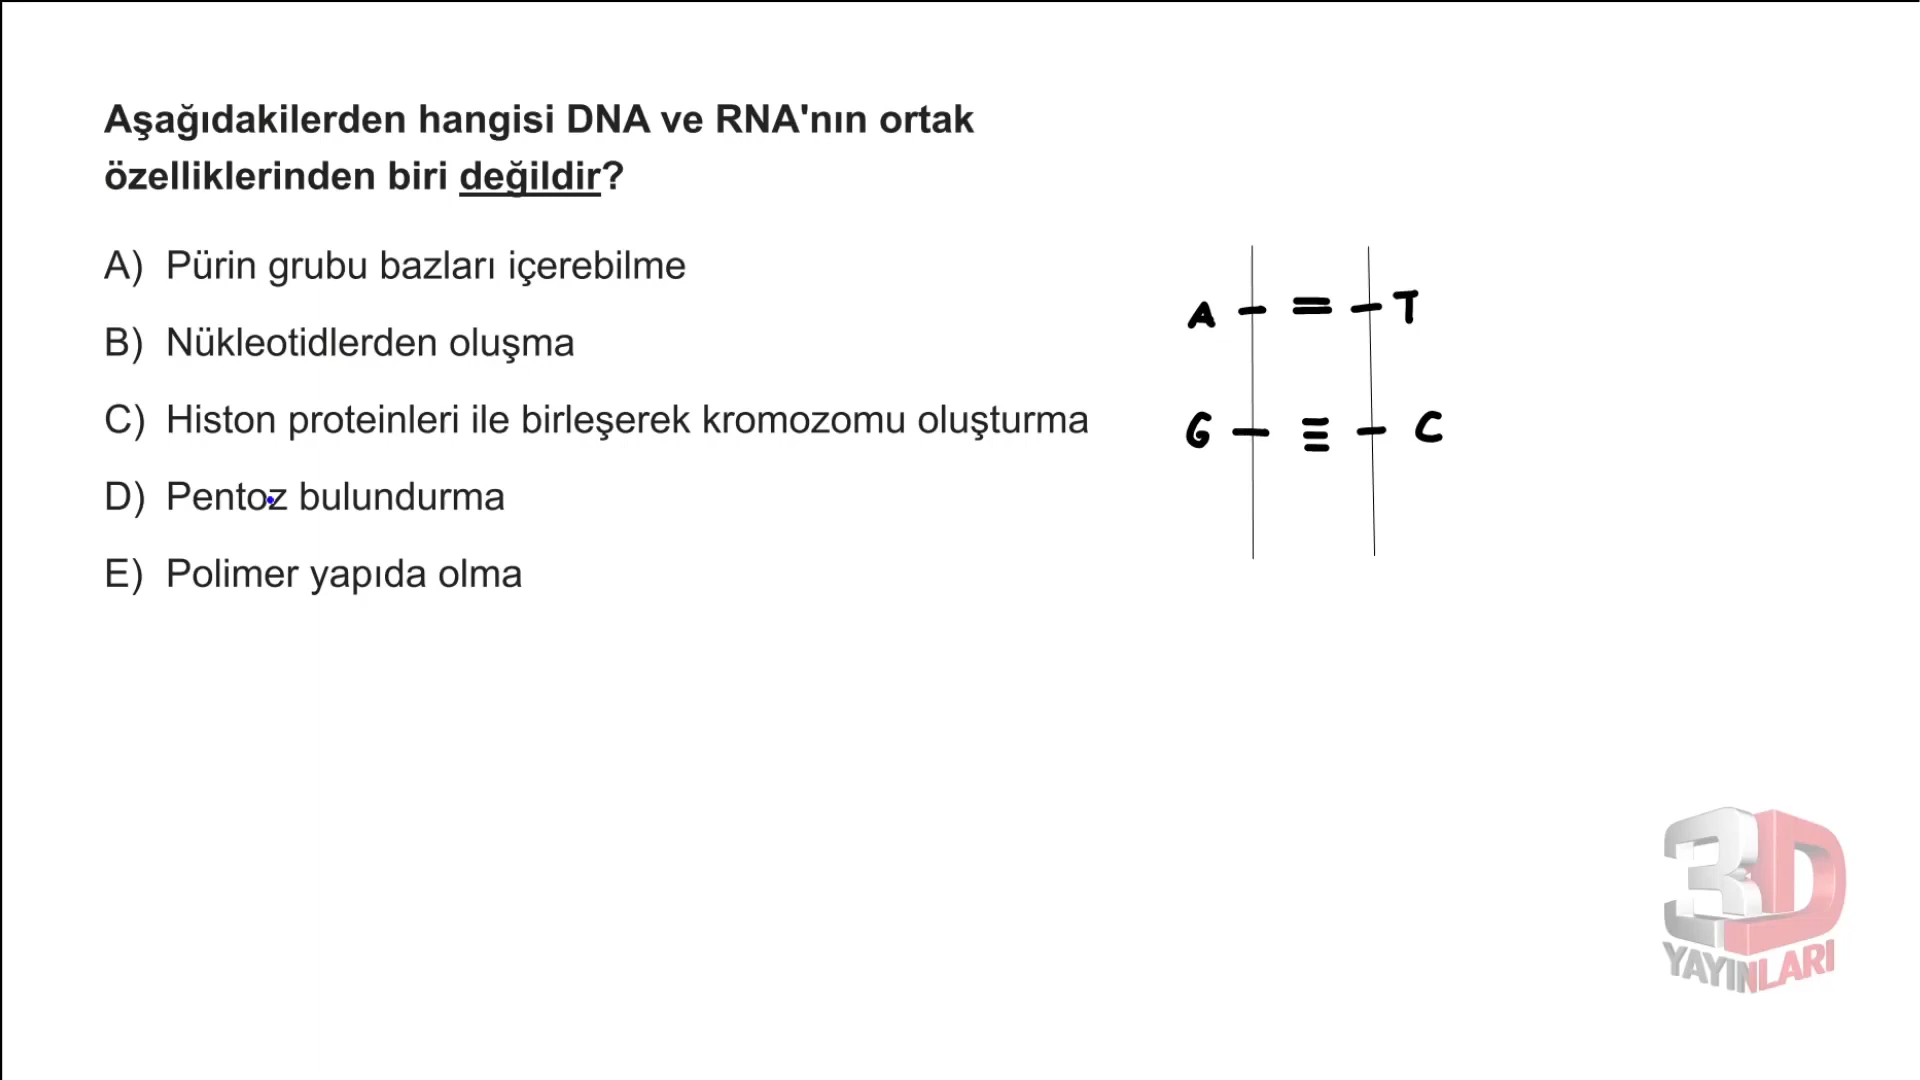 Aşağıdakilerden hangisi DNA ve RNA'nın ortak
özelliklerinden biri değildir?
A) Pürin grubu bazları içerebilme
B) Nükleotidlerden oluşma
C) Histon proteinleri ile birleşerek kromozomu oluşturma
D) Pentoz bulundurma
E) Polimer yapıda olma
A - = - T
G - ≡ - C
3D
YAYINLARI